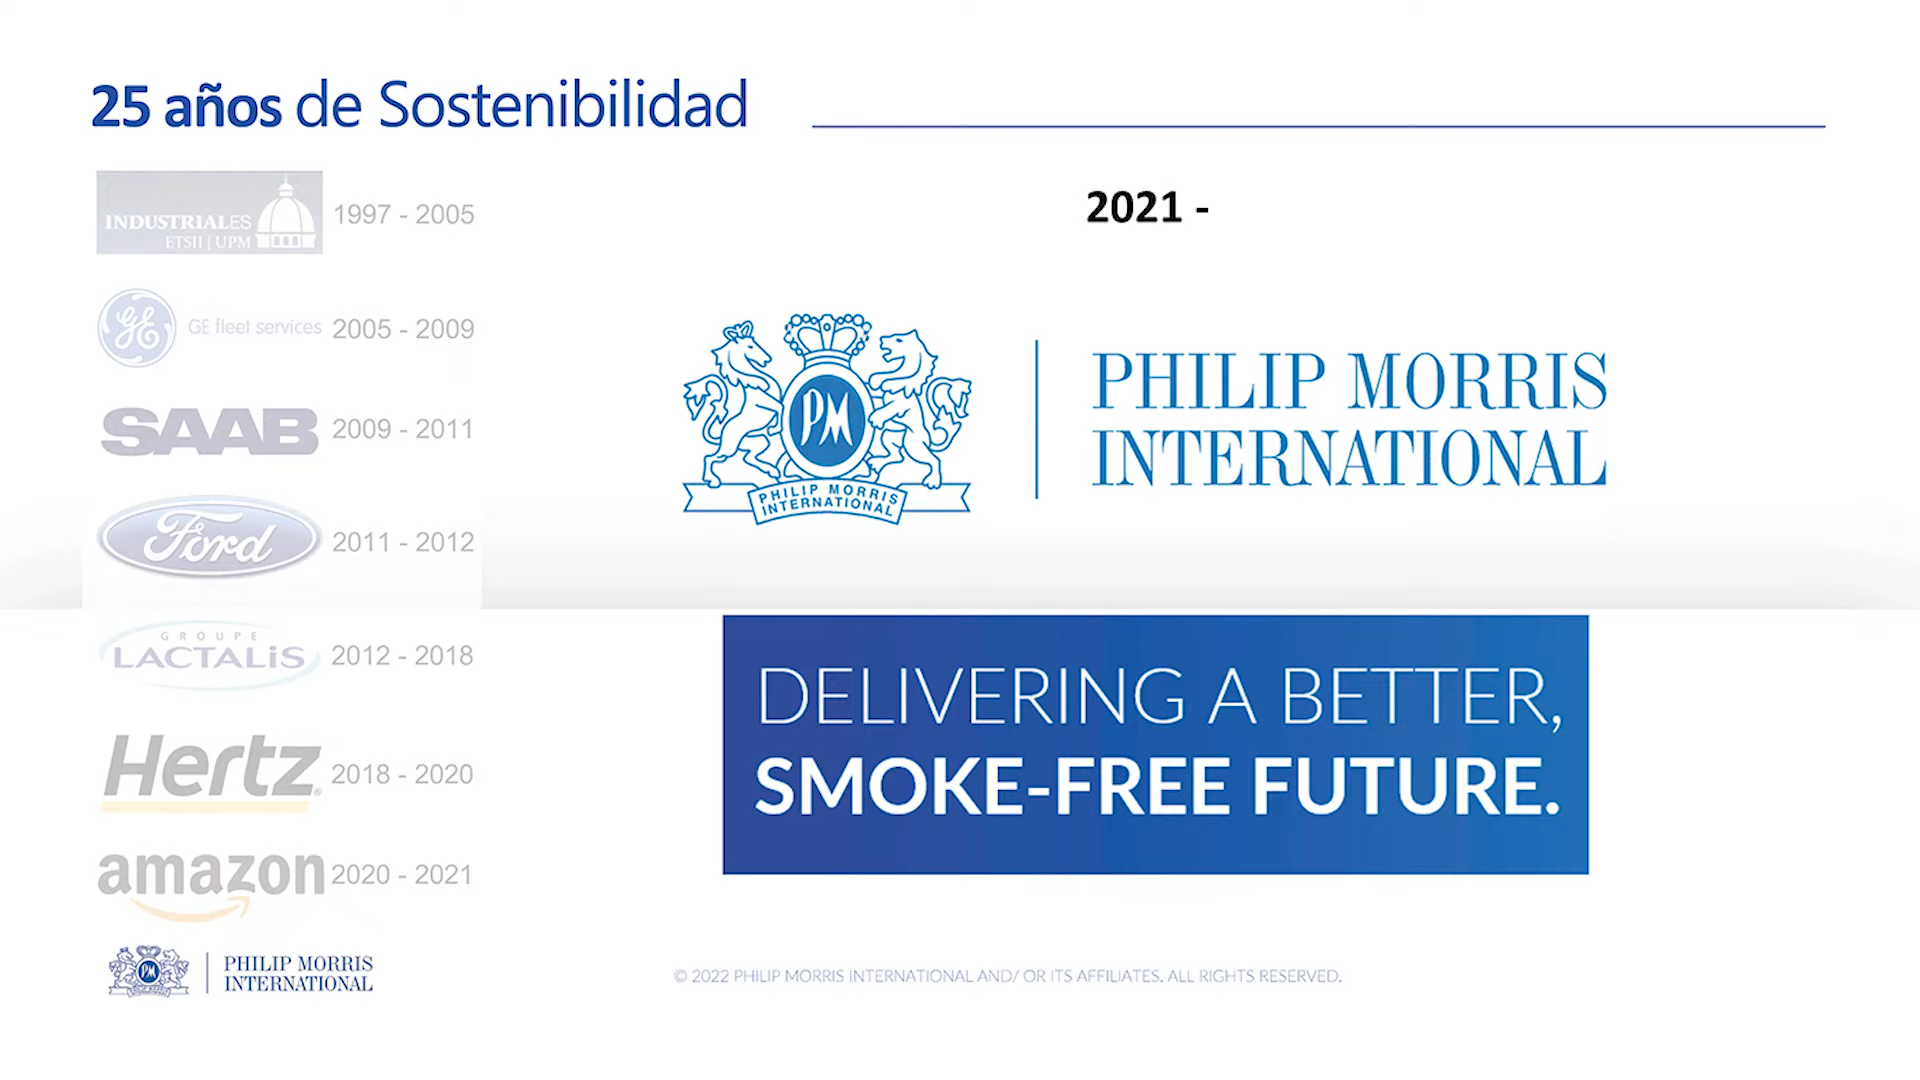 25 años de Sostenibilidad
INDUSTRIALES
ETSII | UPM
1997 - 2005
GE
GE fleet services
2005 - 2009
SAAB
2009 - 2011
Ford
2011 - 2012
GROUPE
LACTALiS
2012 - 2018
Hertz®
2018 - 2020
amazon
2020 - 2021
PM
PHILIP MORRIS
INTERNATIONAL
2021 -
PM
PHILIP MORRIS
INTERNATIONAL
PHILIP MORRIS
INTERNATIONAL
DELIVERING A BETTER,
SMOKE-FREE FUTURE.
© 2022 PHILIP MORRIS INTERNATIONAL AND/ OR ITS AFFILIATES. ALL RIGHTS RESERVED.